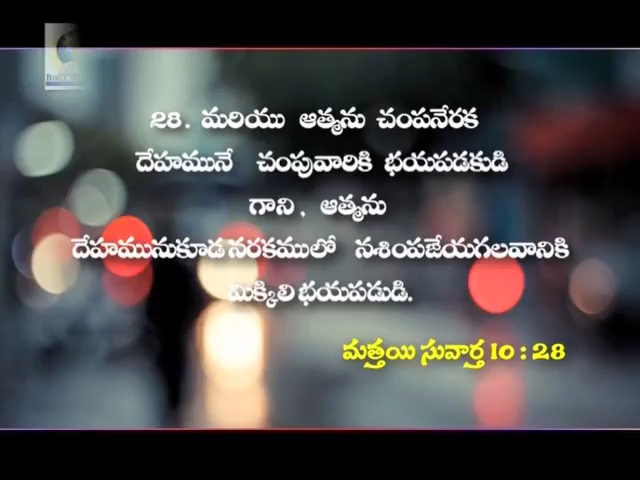 28. మరియు ఆత్మను చంపనేరక
దేహమునే చంపువారికి భయపడకుడి
గాని, ఆత్మను
దేహమునుకూడ నరకములో నశింపజేయగలవానికి
మిక్కిలి భయపడుడి.
మత్తయి సువార్త 10 : 28